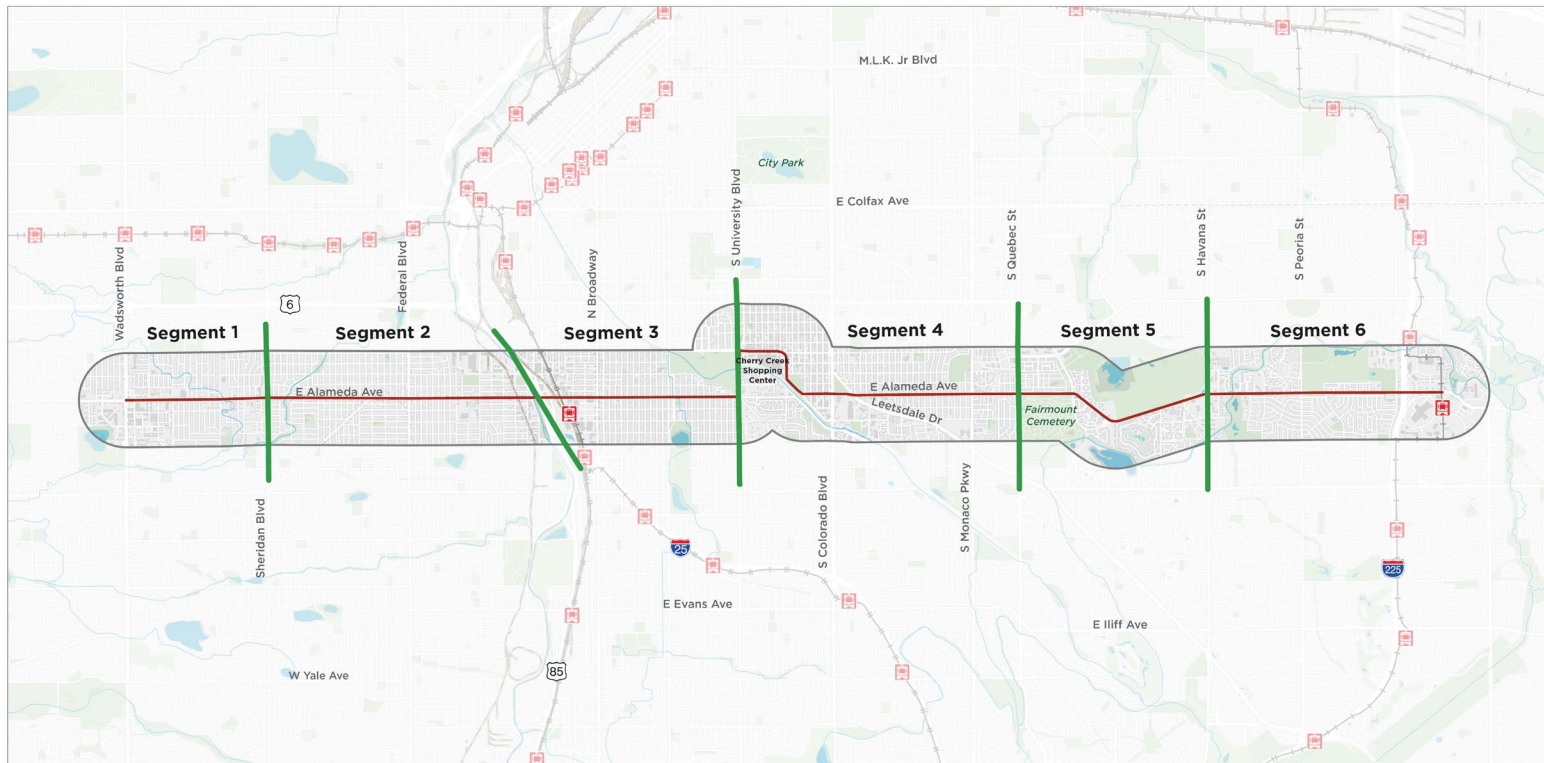 M.L.K. Jr Blvd
City Park
E Colfax Ave
S University Blvd
S Quebec St
S Havana St
S Peoria St
Wadsworth Blvd
Federal Blvd
N Broadway
6
Segment 1
Segment 2
Segment 3
Segment 4
Segment 5
Segment 6
Cherry Creek
Shopping
Center
E Alameda Ave
E Alameda Ave
Leetsdale Dr
Fairmount
Cemetery
Sheridan Blvd
S Colorado Blvd
S Monaco Pkwy
25
225
E Evans Ave
E Iliff Ave
85
W Yale Ave